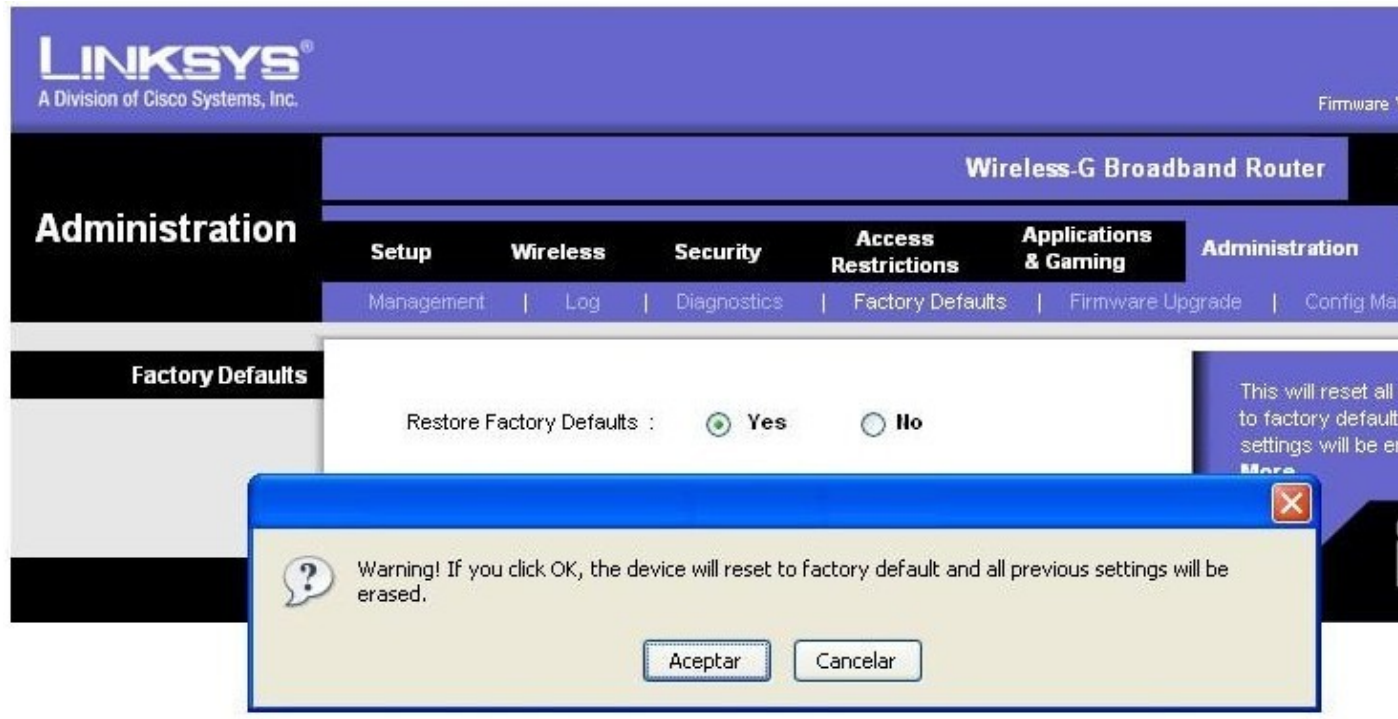 LINKSYS®
A Division of Cisco Systems, Inc.
Firmware
Wireless-G Broadband Router
Administration
Setup Wireless Security Access Restrictions Applications & Gaming Administration
Management | Log | Diagnostics | Factory Defaults | Firmware Upgrade | Config
Factory Defaults
Restore Factory Defaults : Yes No
This will reset all
to factory default
settings will be
More
Warning! If you click OK, the device will reset to factory default and all previous settings will be
erased.
Aceptar Cancelar